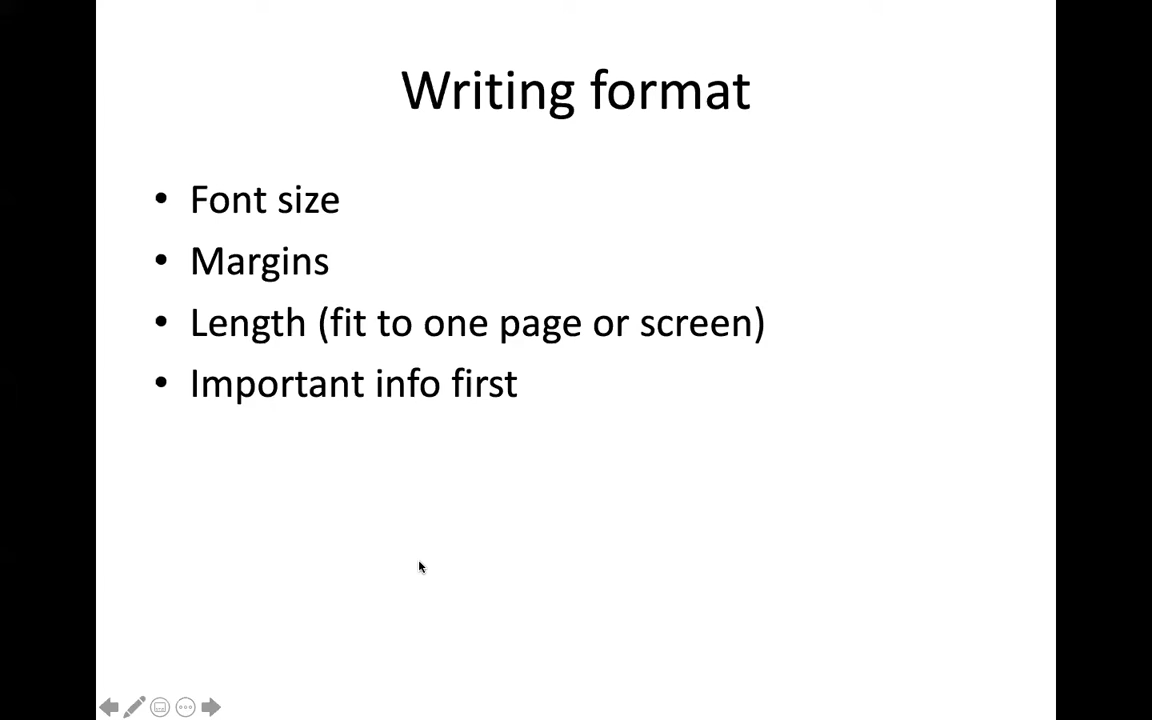 Writing format
• Font size
• Margins
• Length (fit to one page or screen)
• Important info first